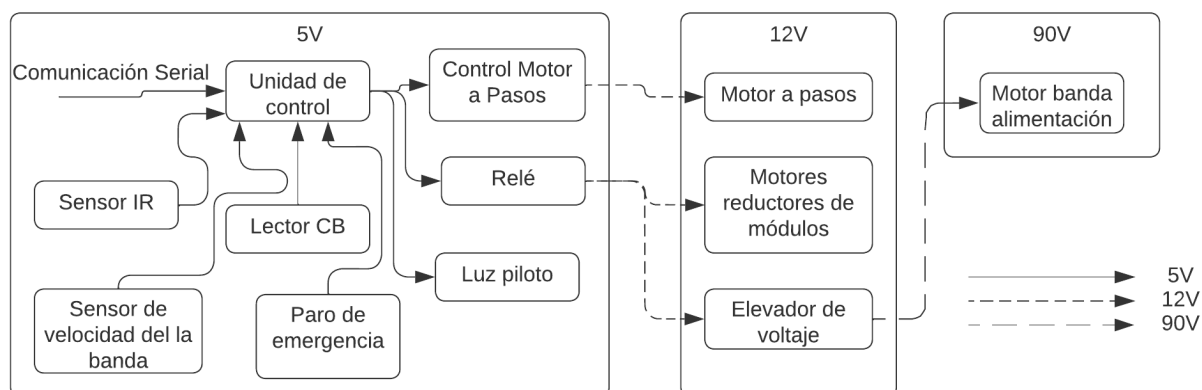 5V
12V
90V
Comunicación Serial
Unidad de
control
Control Motor
a Pasos
Motor a pasos
Motor banda
alimentación
Sensor IR
Lector CB
Relé
Motores
reductores de
módulos
Luz piloto
Sensor de
velocidad del la
banda
Paro de
emergencia
Elevador de
voltaje
5V
12V
90V